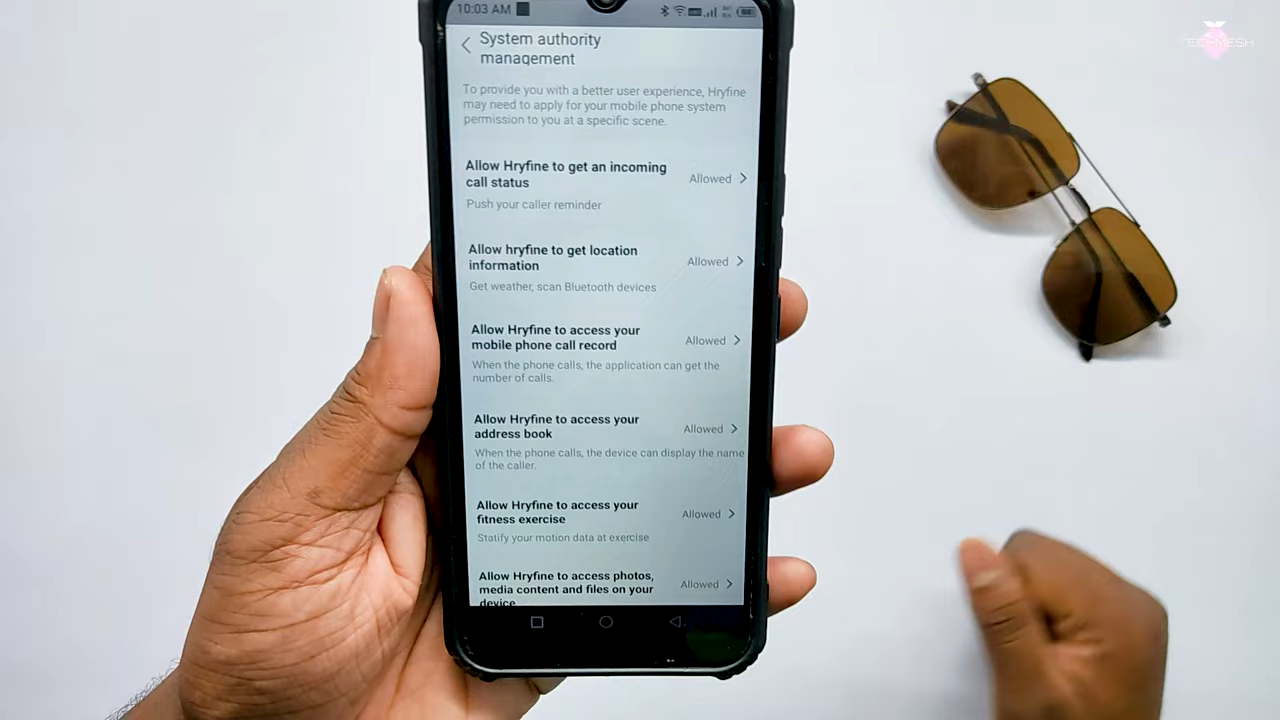 10:03 AM
TECHMESH
System authority
management
To provide you with a better user experience, Hryfine
may need to apply for your mobile phone system
permission to you at a specific scene.
Allow Hryfine to get an incoming
call status
Allowed
Push your caller reminder
Allow hryfine to get location
information
Allowed
Get weather, scan Bluetooth devices
Allow Hryfine to access your
mobile phone call record
Allowed
When the phone calls, the application can get the
number of calls.
Allow Hryfine to access your
address book
Allowed
When the phone calls, the device can display the name
of the caller.
Allow Hryfine to access your
fitness exercise
Allowed
Statify your motion data at exercise
Allow Hryfine to access photos,
media content and files on your
device
Allowed